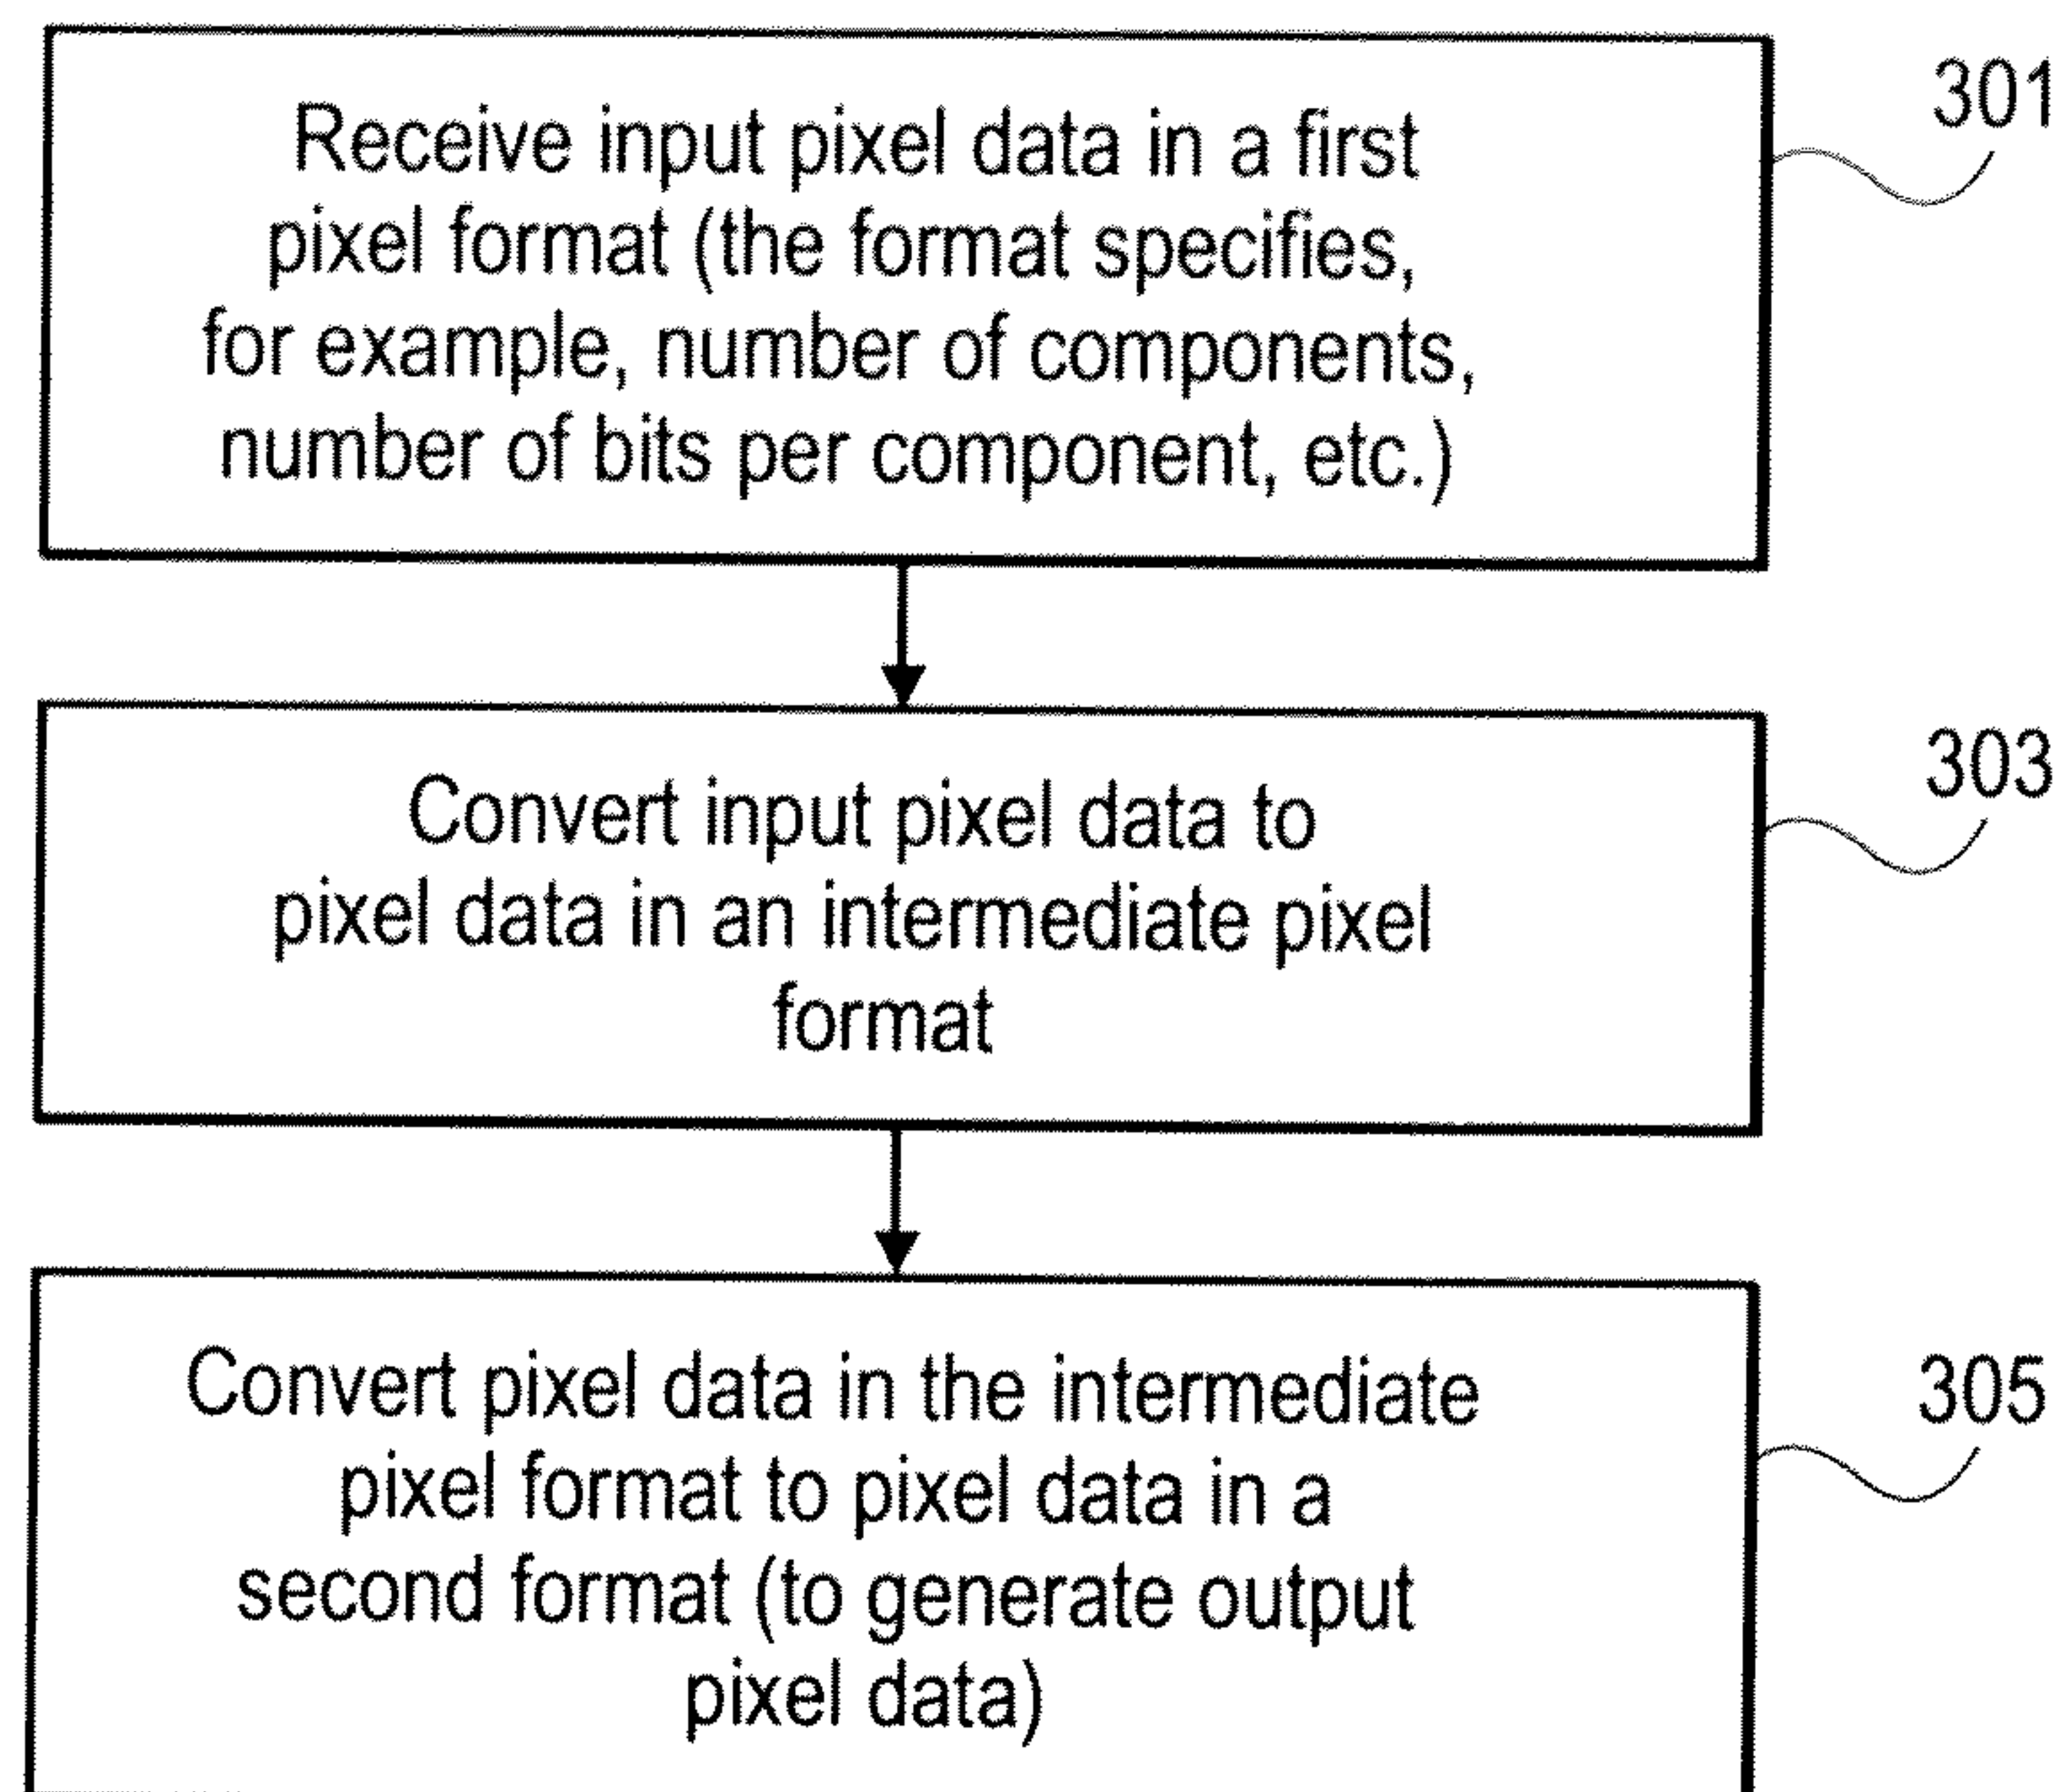 Receive input pixel data in a first
pixel format (the format specifies,
for example, number of components,
number of bits per component, etc.)
301
Convert input pixel data to
pixel data in an intermediate pixel
format
303
Convert pixel data in the intermediate
pixel format to pixel data in a
second format (to generate output
pixel data)
305